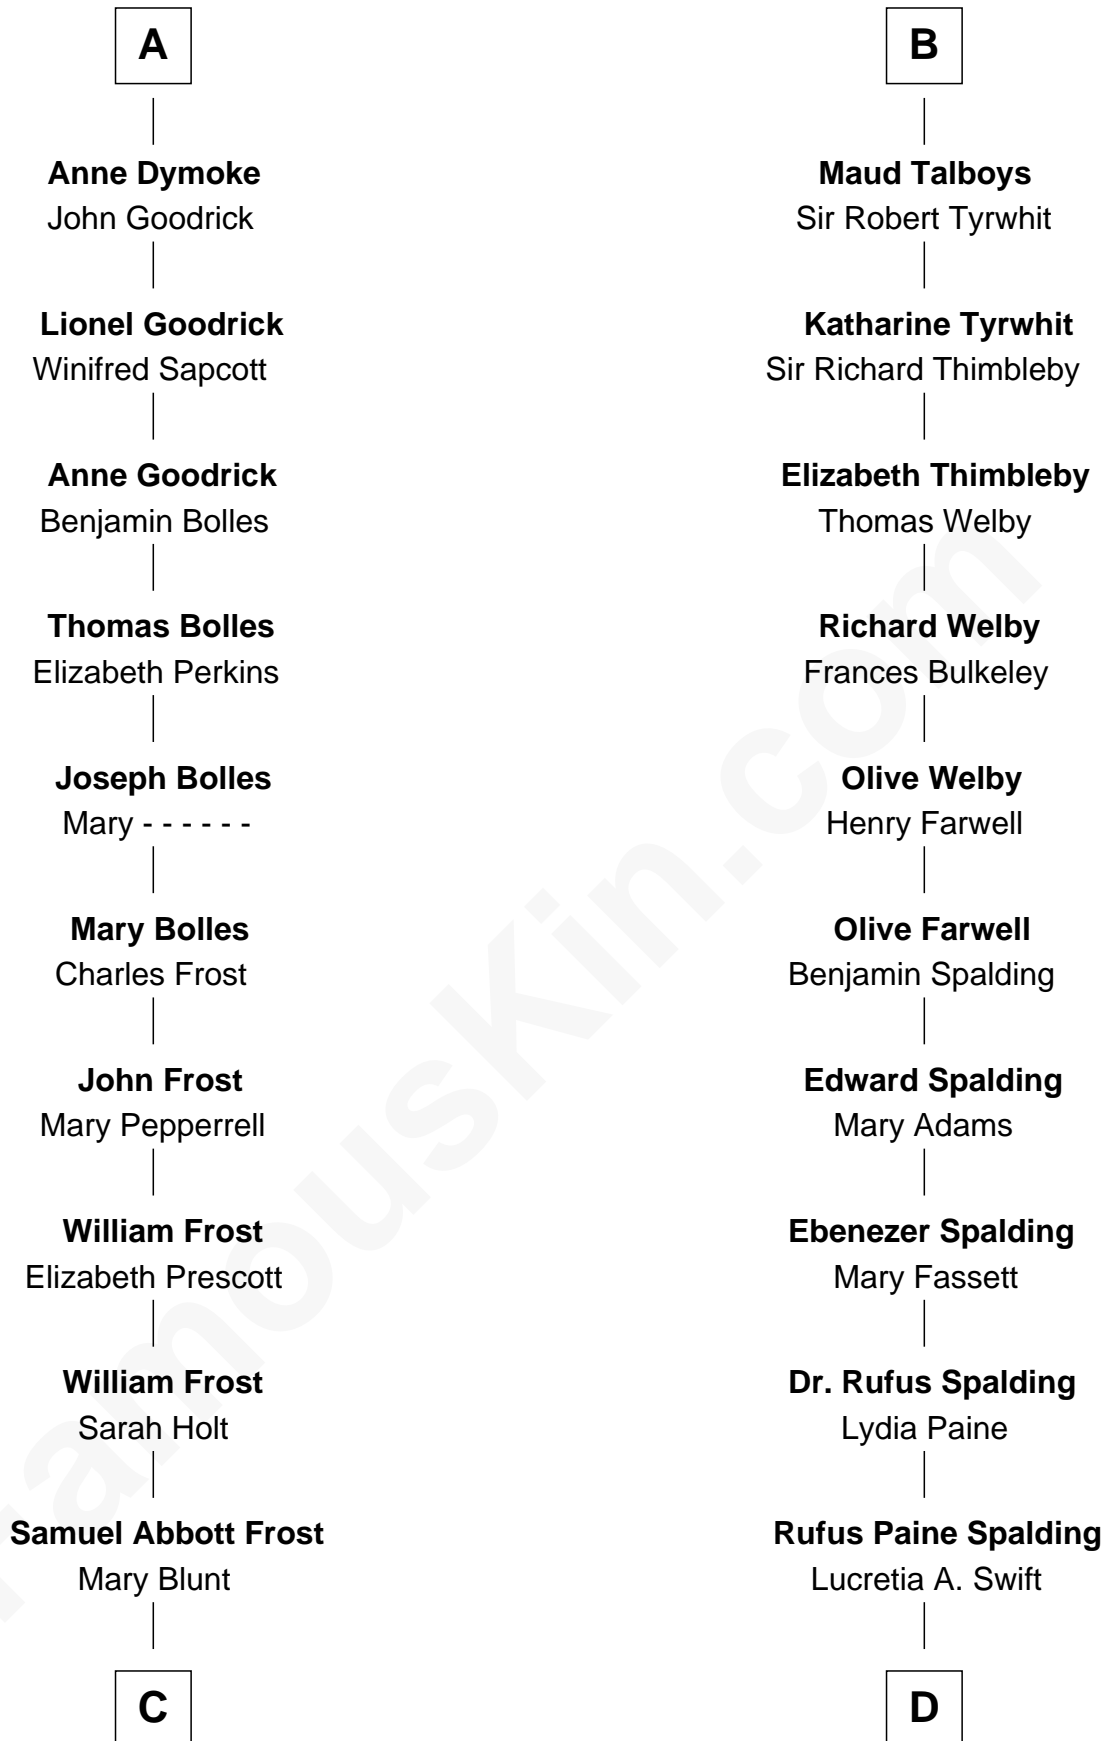 A
Anne Dymoke
John Goodrick
Lionel Goodrick
Winifred Sapcott
Anne Goodrick
Benjamin Bolles
Thomas Bolles
Elizabeth Perkins
Joseph Bolles
Mary - - - - - -
Mary Bolles
Charles Frost
John Frost
Mary Pepperrell
William Frost
Elizabeth Prescott
William Frost
Sarah Holt
Samuel Abbott Frost
Mary Blunt
C
B
Maud Talboys
Sir Robert Tyrwhit
Katharine Tyrwhit
Sir Richard Thimbleby
Elizabeth Thimbleby
Thomas Welby
Richard Welby
Frances Bulkeley
Olive Welby
Henry Farwell
Olive Farwell
Benjamin Spalding
Edward Spalding
Mary Adams
Ebenezer Spalding
Mary Fassett
Dr. Rufus Spalding
Lydia Paine
Rufus Paine Spalding
Lucretia A. Swift
D
FamousKin.com